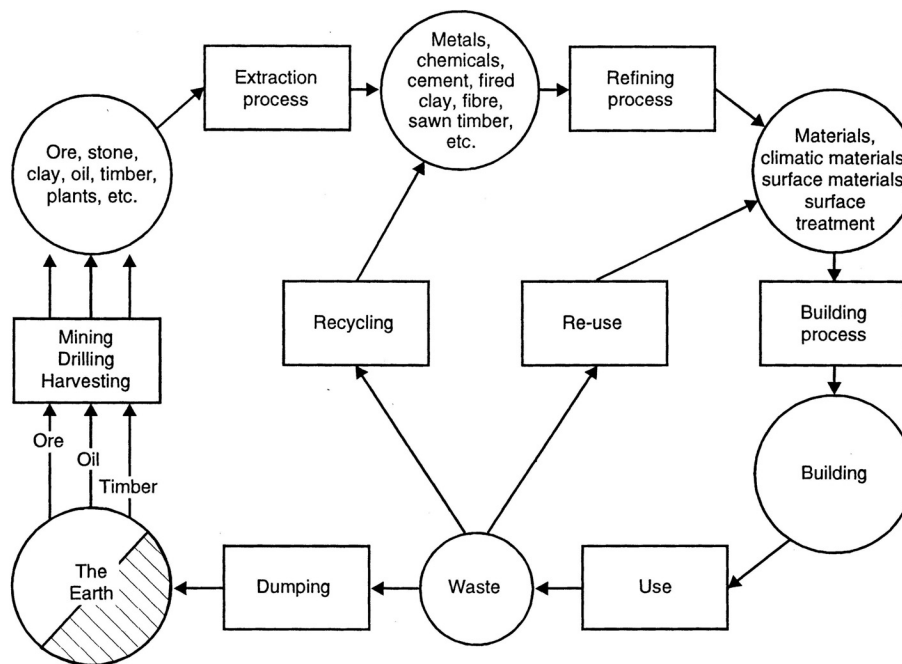 Extraction
process
Metals,
chemicals,
cement, fired
clay, fibre,
sawn timber,
etc.
Refining
process
Ore, stone,
clay, oil, timber,
plants, etc.
Materials,
climatic materials
surface materials
surface
treatment
Mining
Drilling
Harvesting
Recycling
Re-use
Building
process
Ore
Oil
Timber
Building
The
Earth
Dumping
Waste
Use